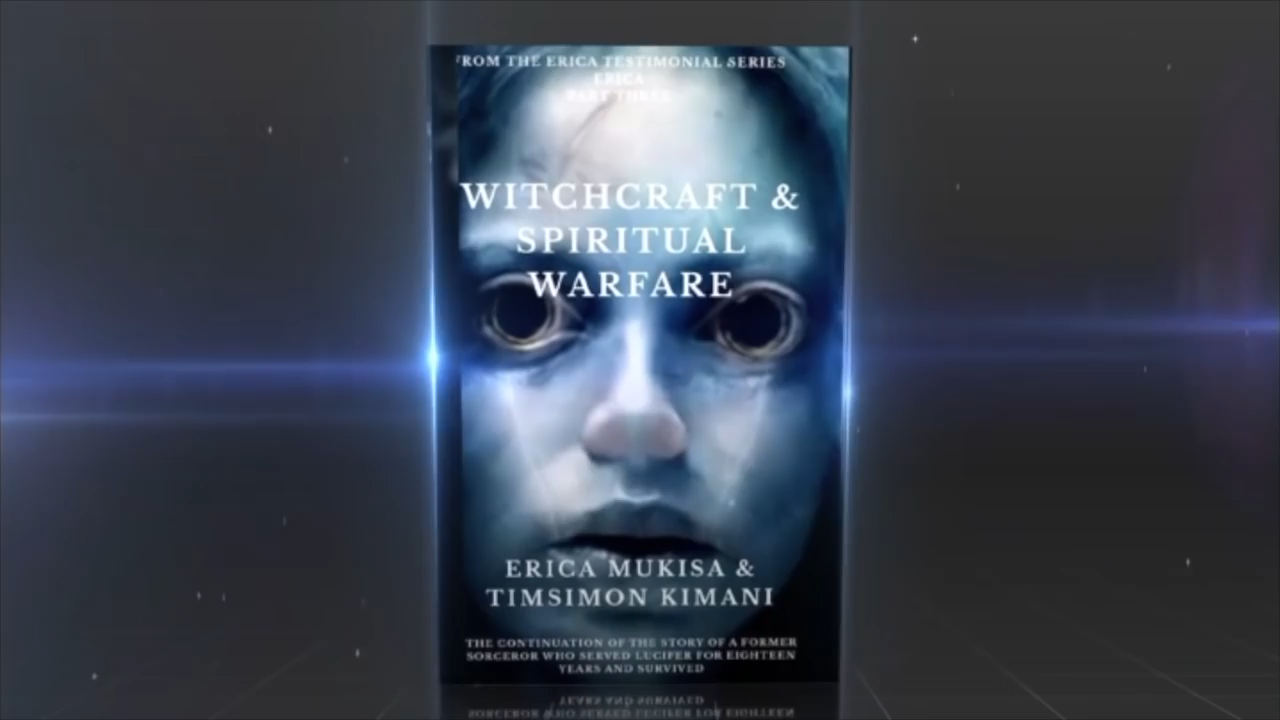 FROM THE ERICA TESTIMONIAL SERIES
ERICA
PART THREE
WITCHCRAFT &
SPIRITUAL
WARFARE
ERICA MUKISA &
TIMSIMON KIMANI
THE CONTINUATION OF THE STORY OF A FORMER
SORCEROR WHO SERVED LUCIFER FOR EIGHTEEN
YEARS AND SURVIVED